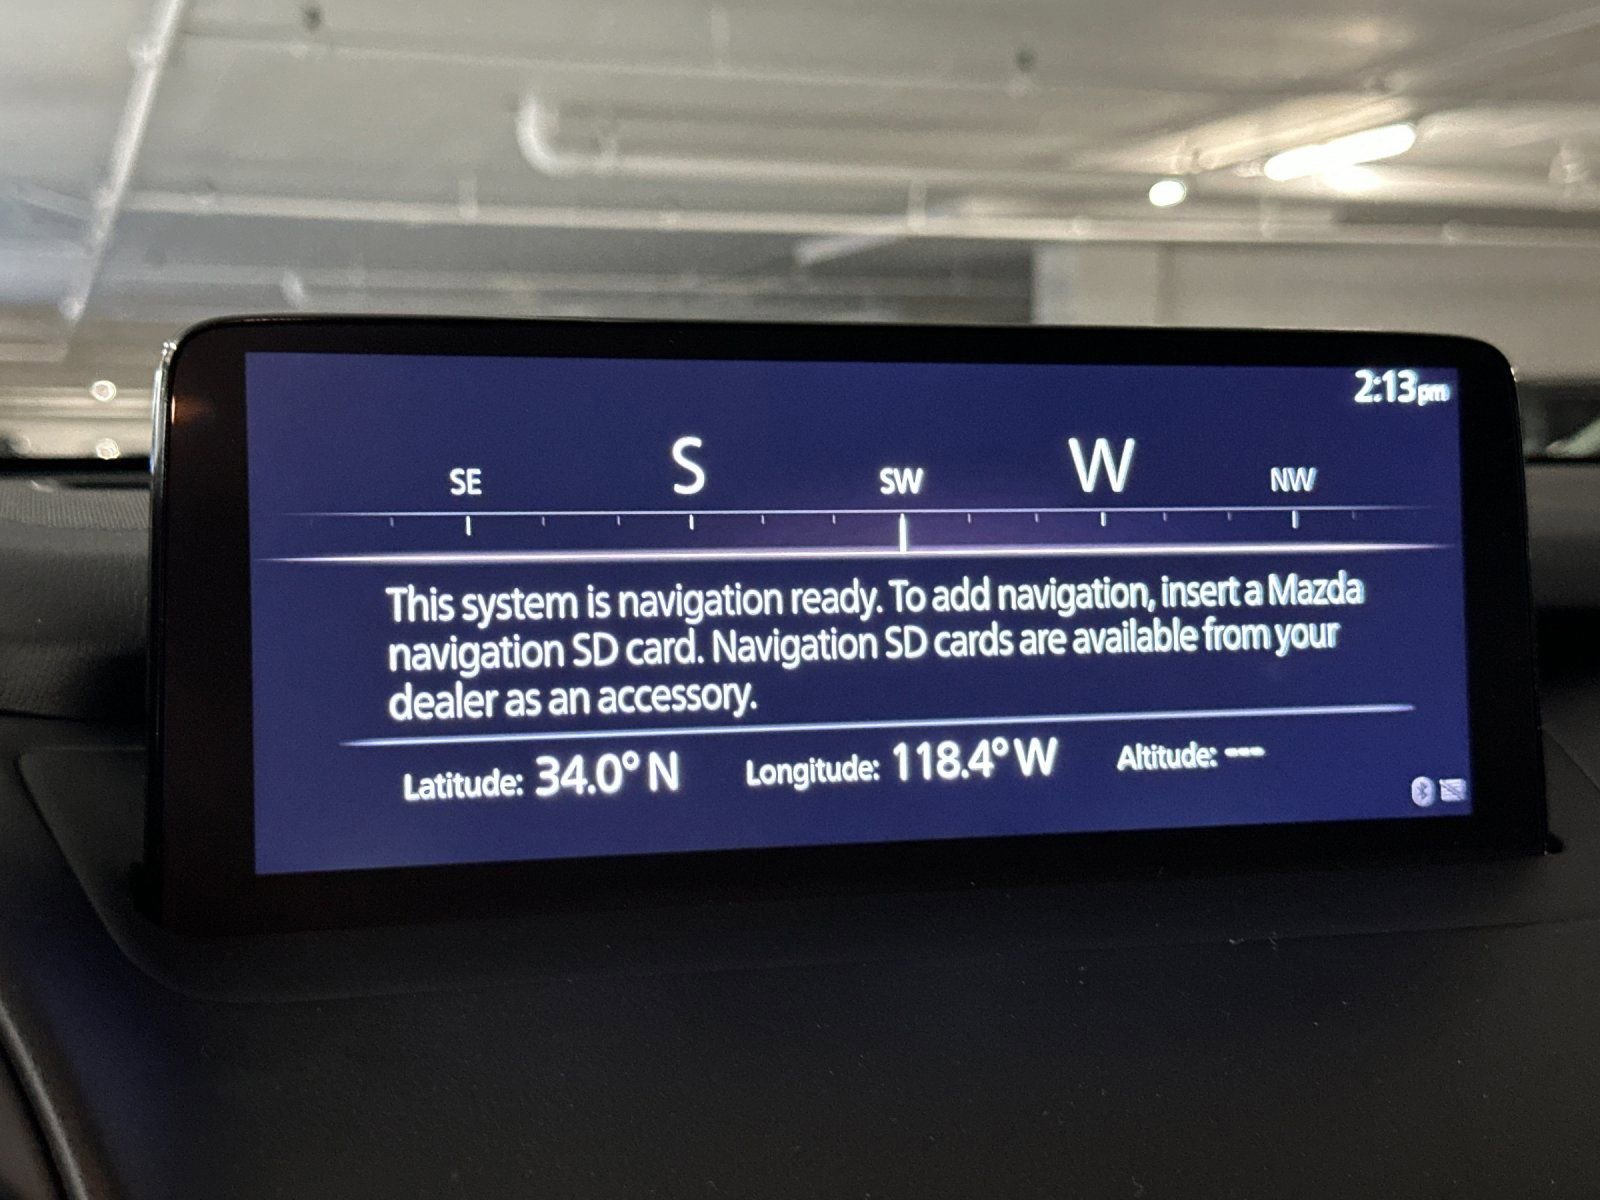 2:13pm
SE S SW W NW
This system is navigation ready. To add navigation, insert a Mazda
navigation SD card. Navigation SD cards are available from your
dealer as an accessory.
Latitude: 34.0° N Longitude: 118.4° W Altitude: ---